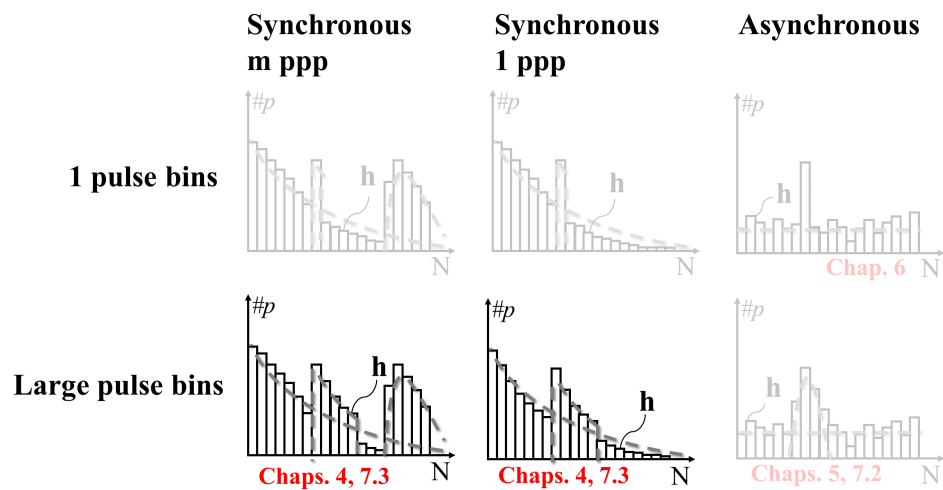 Synchronous
m ppp
Synchronous
1 ppp
Asynchronous
1 pulse bins
#p
h
N
#p
h
N
#p
h
N
Chap. 6
Large pulse bins
#p
h
N
Chaps. 4, 7.3
#p
h
N
Chaps. 4, 7.3
#p
h
N
Chaps. 5, 7.2